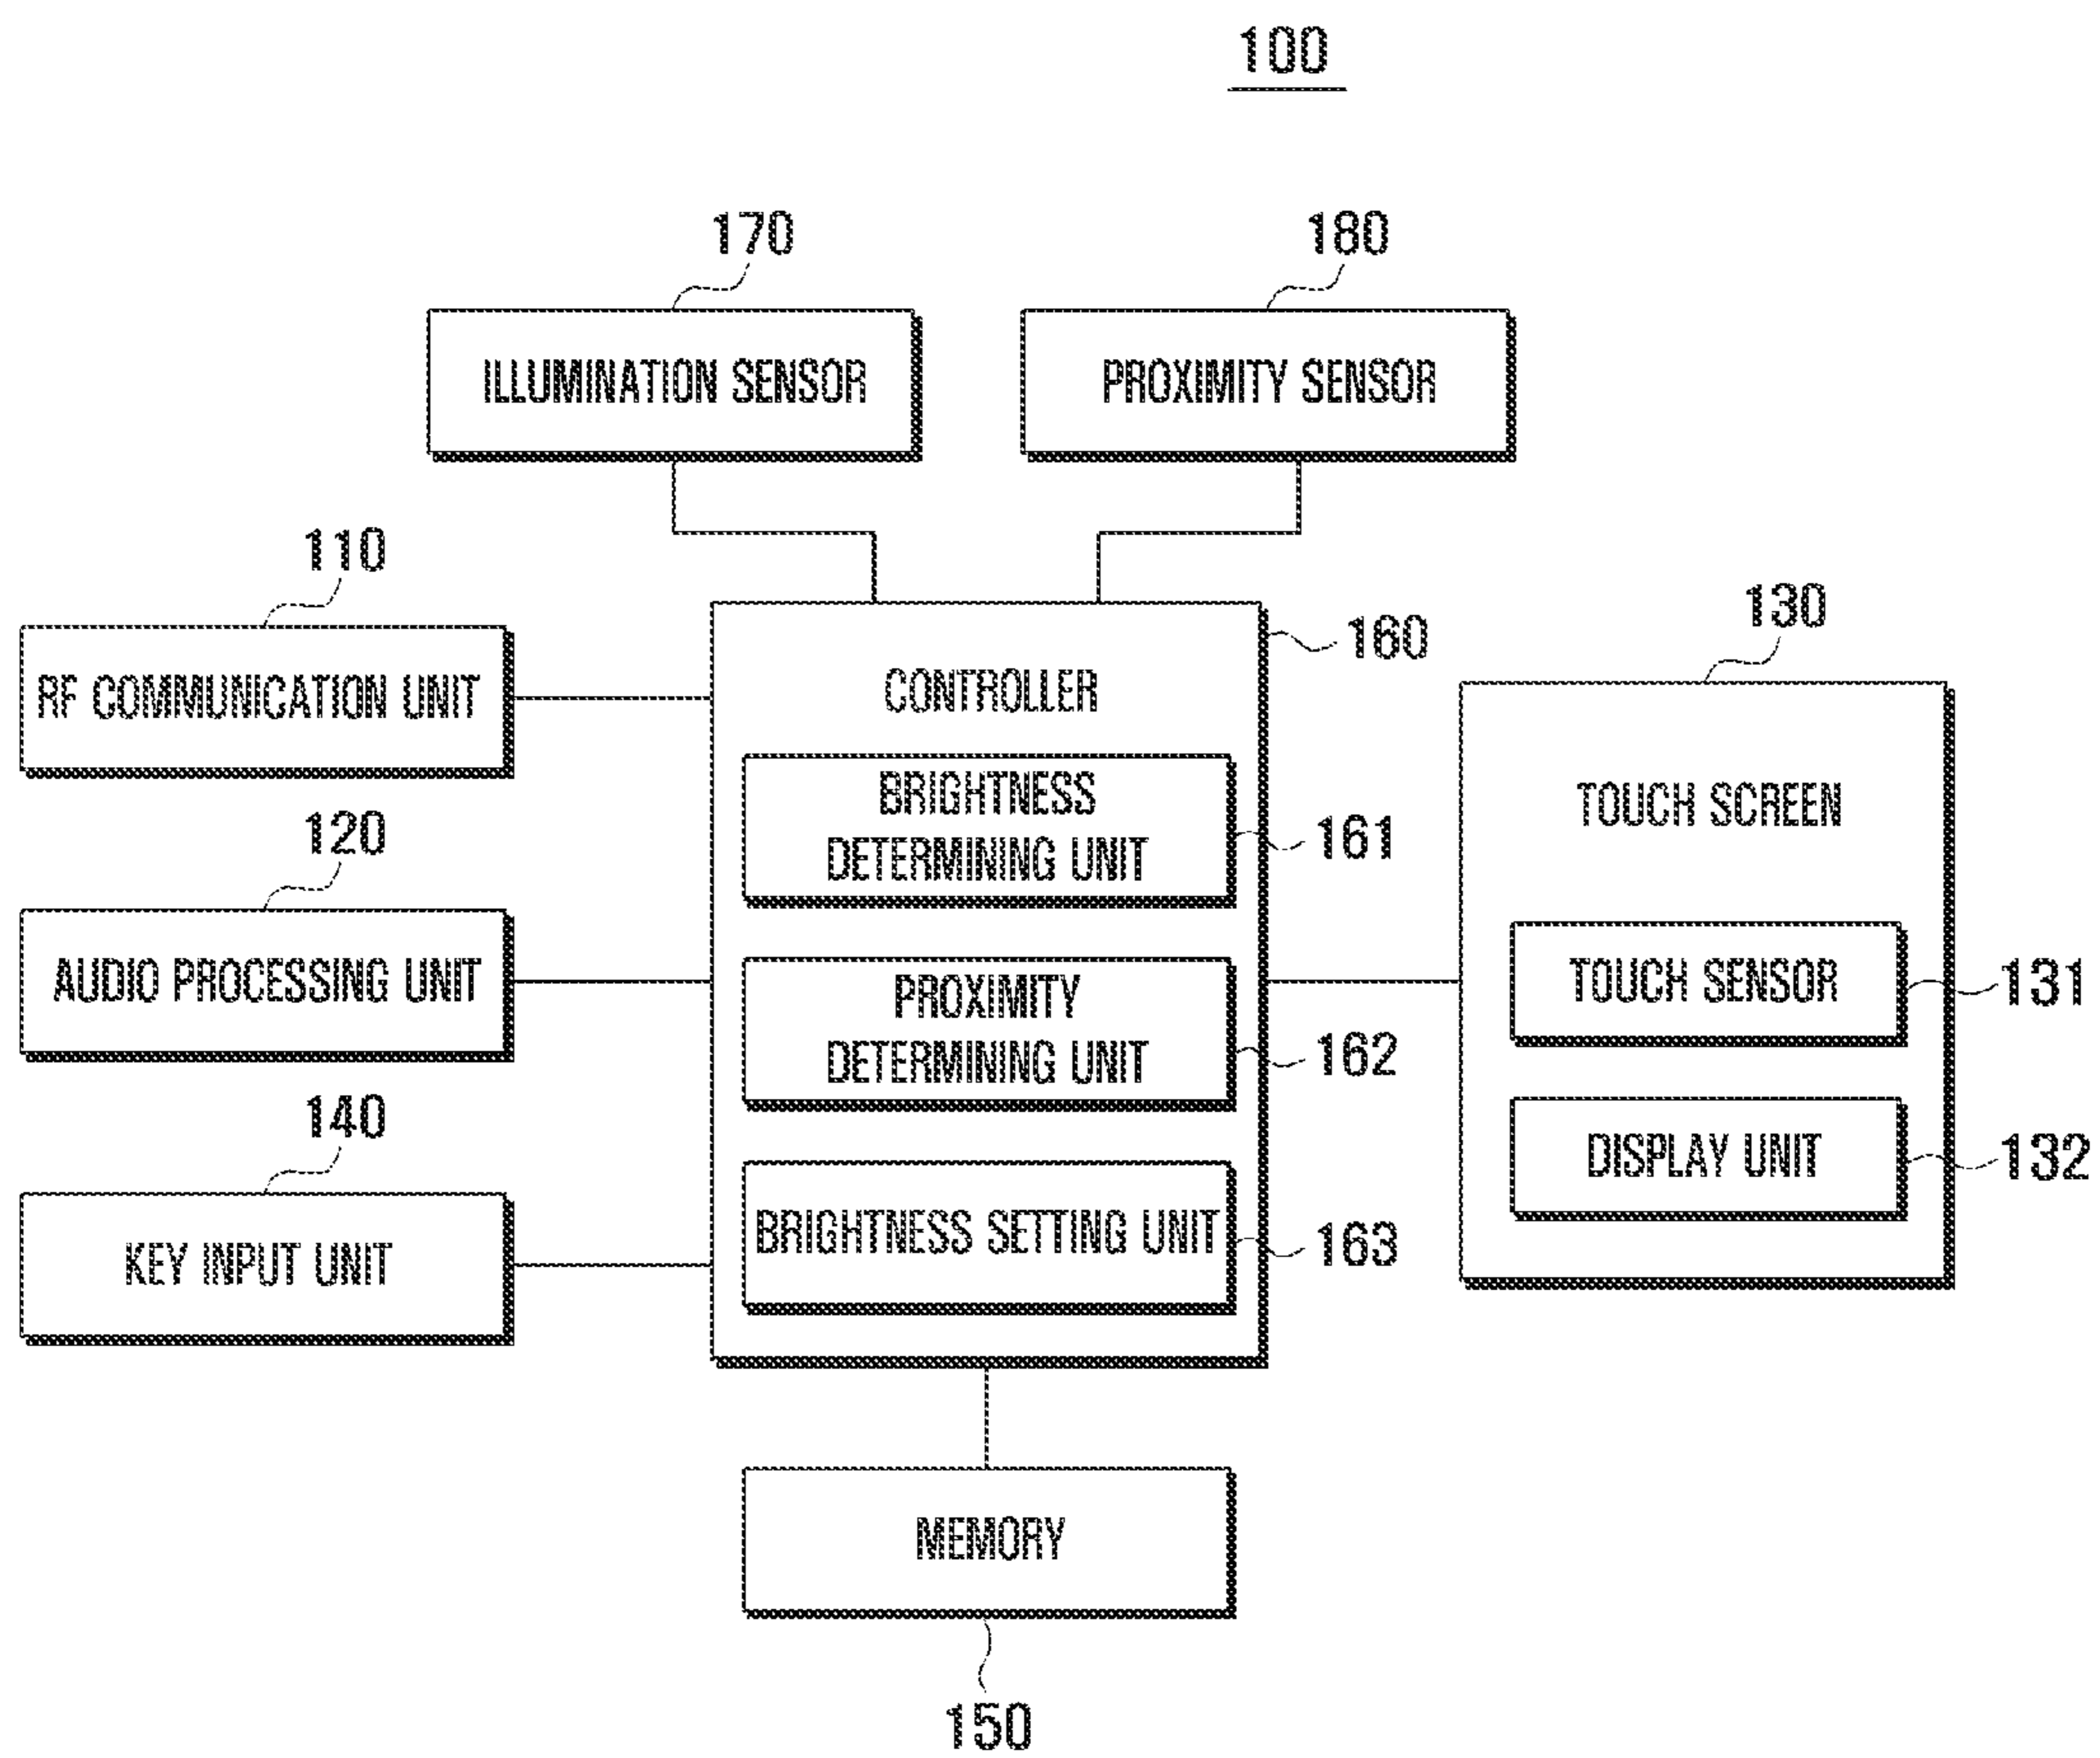 100
170
180
ILLUMINATION SENSOR
PROXIMITY SENSOR
110
RF COMMUNICATION UNIT
120
AUDIO PROCESSING UNIT
140
KEY INPUT UNIT
160
CONTROLLER
BRIGHTNESS
DETERMINING UNIT
161
PROXIMITY
DETERMINING UNIT
162
BRIGHTNESS SETTING UNIT
163
130
TOUCH SCREEN
TOUCH SENSOR
131
DISPLAY UNIT
132
MEMORY
150